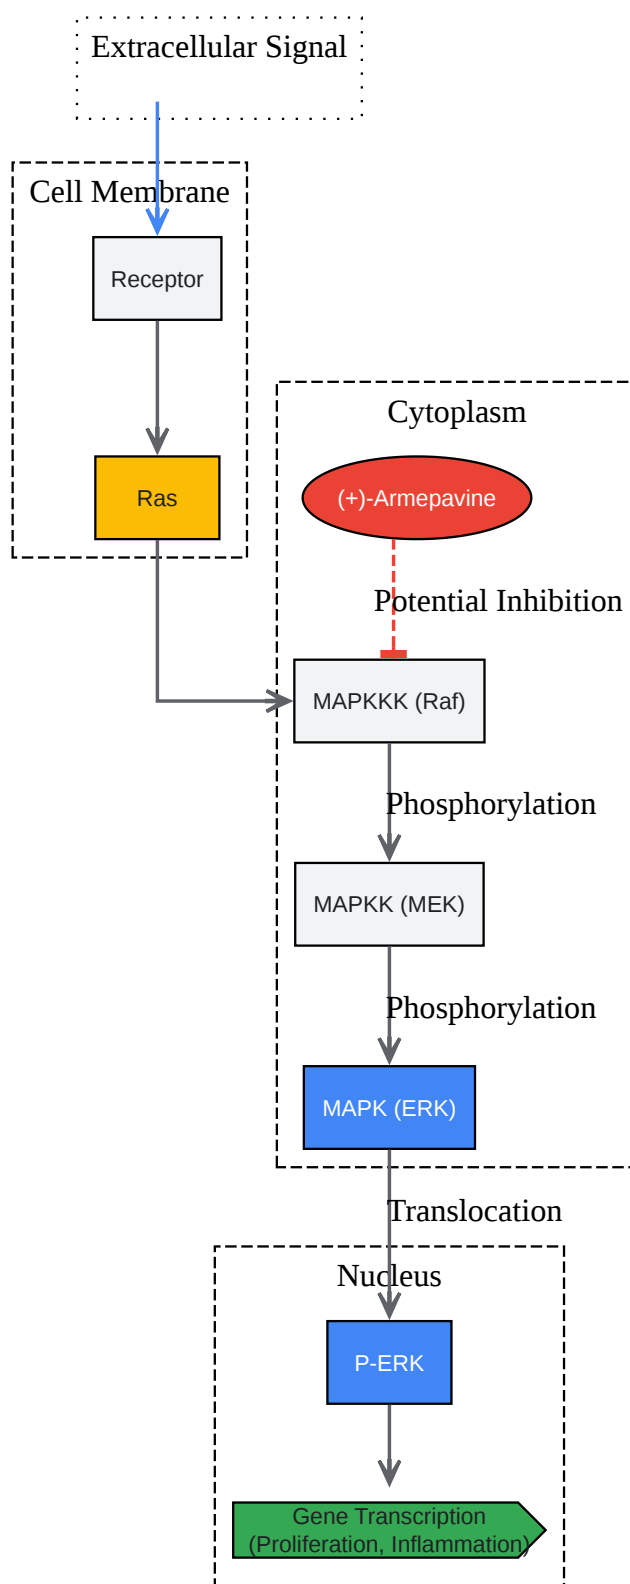 Extracellular Signal
Cell Membrane
Receptor
Ras
Cytoplasm
(+)-Armepavine
Potential Inhibition
MAPKKK (Raf)
Phosphorylation
MAPKK (MEK)
Phosphorylation
MAPK (ERK)
Translocation
Nucleus
P-ERK
Gene Transcription
(Proliferation, Inflammation)